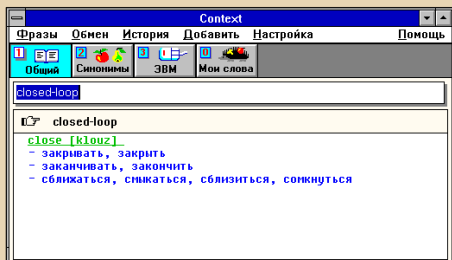 Context
Фразы Обмен История Добавить Настройка Помощь
1 2 3 0
Общий Синонимы ЭВМ Мои слова
closed-loop
closed-loop
close [klouz]
- закрывать, закрыть
- заканчивать, закончить
- сближаться, смыкаться, сблизиться, сомкнуться